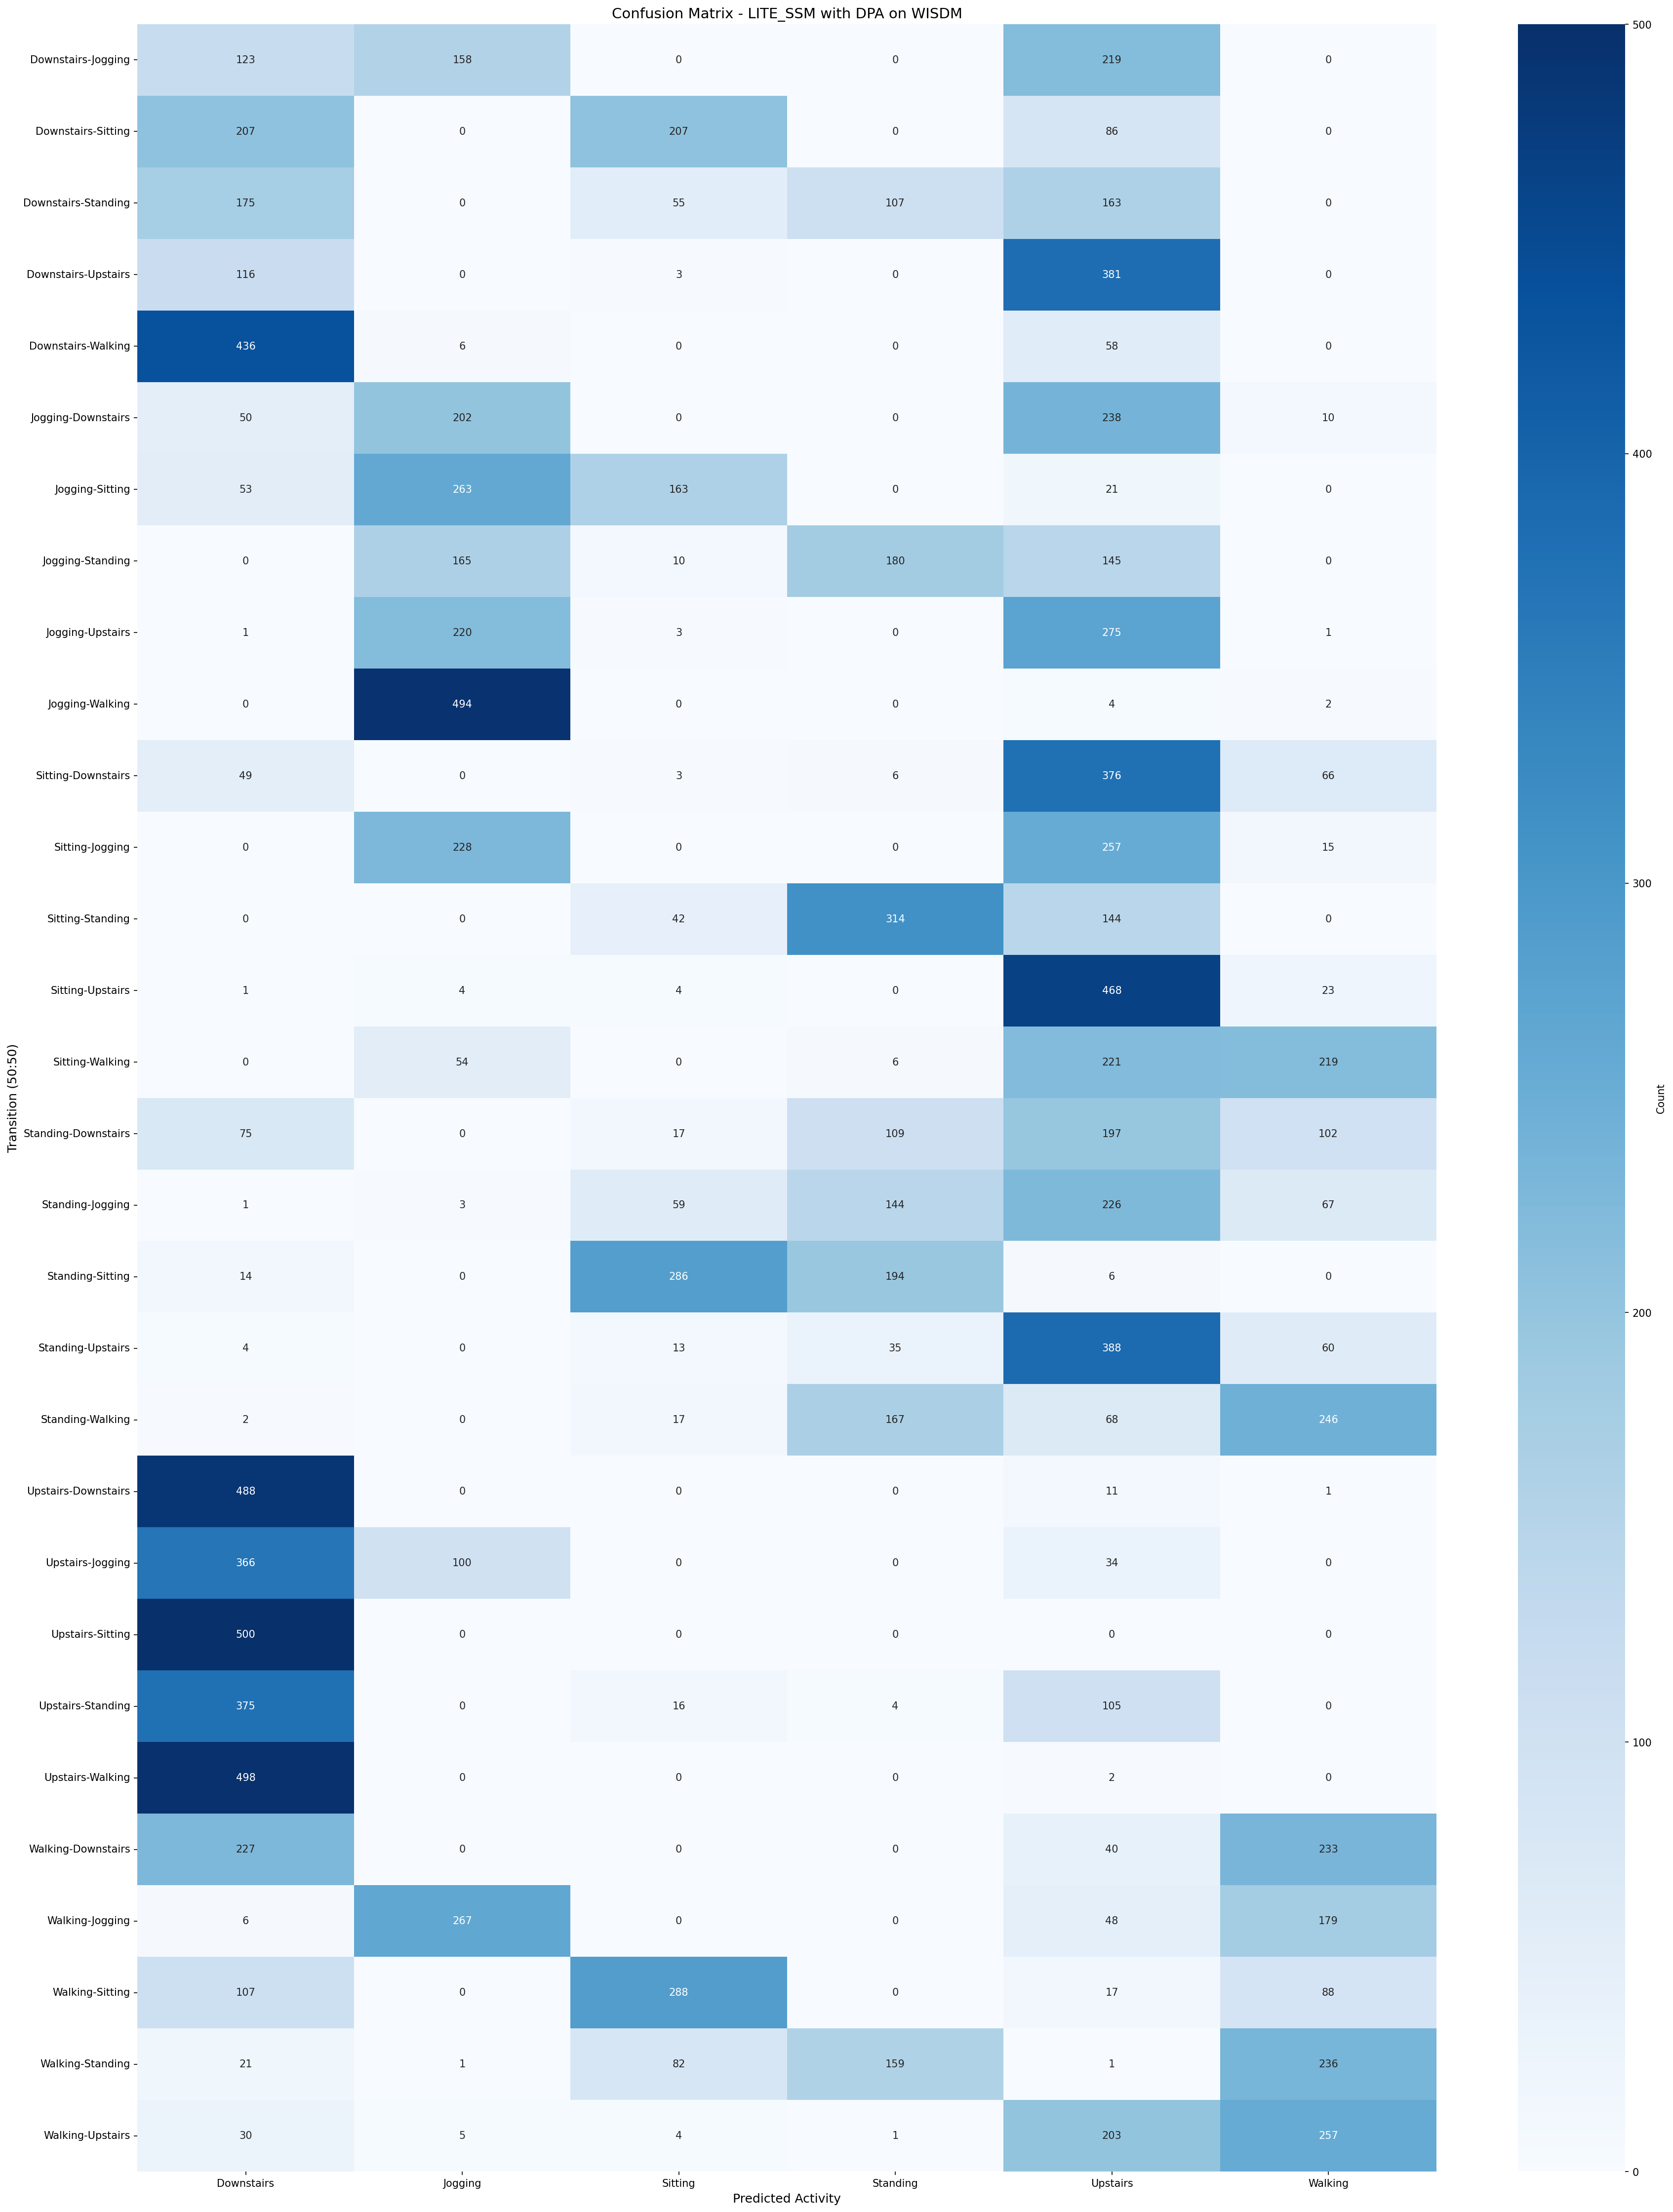 Confusion Matrix - LITE_SSM with DPA on WISDM
Transition (50:50)
Downstairs-Jogging 123 158 0 0 219 0
Downstairs-Sitting 207 0 207 0 86 0
Downstairs-Standing 175 0 55 107 163 0
Downstairs-Upstairs 116 0 3 0 381 0
Downstairs-Walking 436 6 0 0 58 0
Jogging-Downstairs 50 202 0 0 238 10
Jogging-Sitting 53 263 163 0 21 0
Jogging-Standing 0 165 10 180 145 0
Jogging-Upstairs 1 220 3 0 275 1
Jogging-Walking 0 494 0 0 4 2
Sitting-Downstairs 49 0 3 6 376 66
Sitting-Jogging 0 228 0 0 257 15
Sitting-Standing 0 0 42 314 144 0
Sitting-Upstairs 1 4 4 0 468 23
Sitting-Walking 0 54 0 6 221 219
Standing-Downstairs 75 0 17 109 197 102
Standing-Jogging 1 3 59 144 226 67
Standing-Sitting 14 0 286 194 6 0
Standing-Upstairs 4 0 13 35 388 60
Standing-Walking 2 0 17 167 68 246
Upstairs-Downstairs 488 0 0 0 11 1
Upstairs-Jogging 366 100 0 0 34 0
Upstairs-Sitting 500 0 0 0 0 0
Upstairs-Standing 375 0 16 4 105 0
Upstairs-Walking 498 0 0 0 2 0
Walking-Downstairs 227 0 0 0 40 233
Walking-Jogging 6 267 0 0 48 179
Walking-Sitting 107 0 288 0 17 88
Walking-Standing 21 1 82 159 1 236
Walking-Upstairs 30 5 4 1 203 257
Downstairs Jogging Sitting Standing Upstairs Walking
Predicted Activity
500
400
300
200
100
0
Count